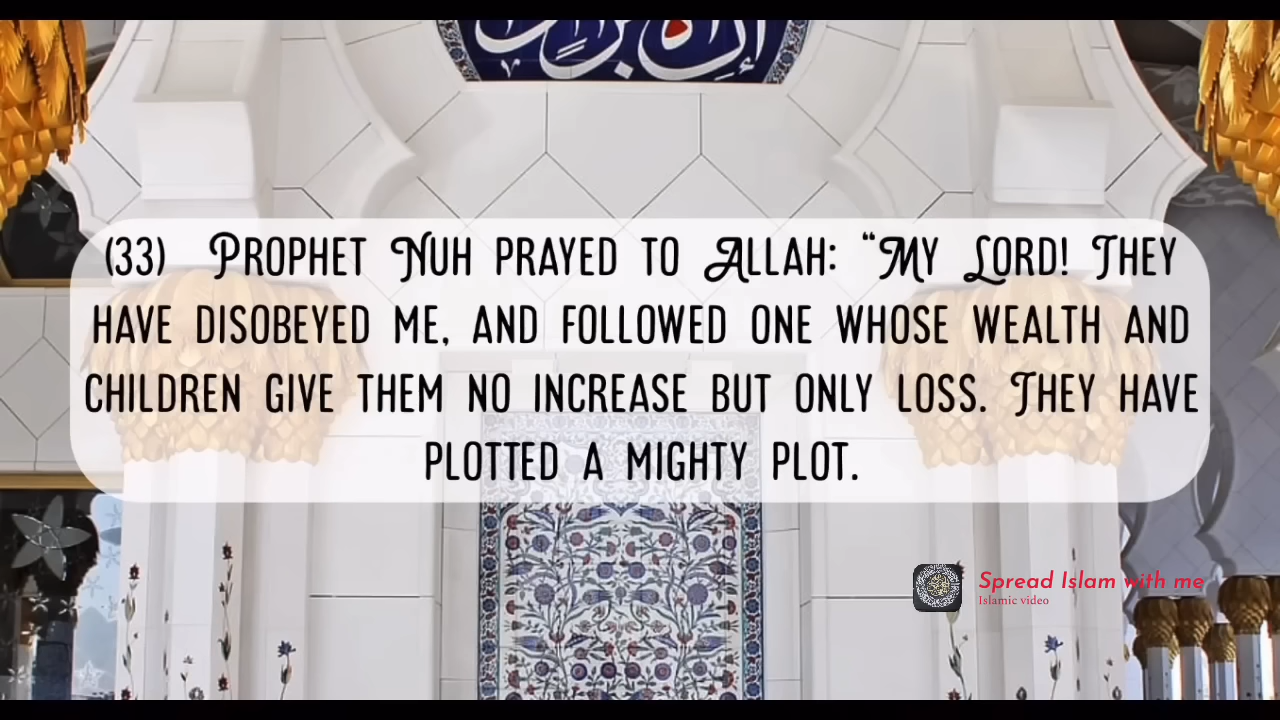 (33) Prophet Nuh prayed to Allah: “My Lord! They
have disobeyed me, and followed one whose wealth and
children give them no increase but only loss. They have
plotted a mighty plot.
Spread Islam with me
Islamic video